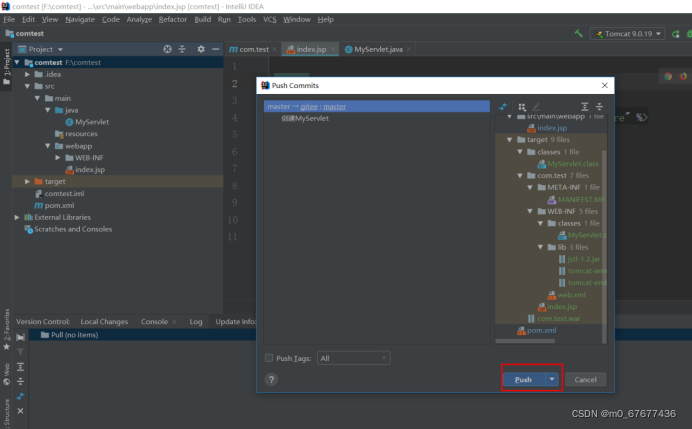 comtest [F:\comtest] - ...\src\main\webapp\index.jsp [comtest] - IntelliJ IDEA
File Edit View Navigate Code Analyze Refactor Build Run Tools VCS Window Help
comtest
Tomcat 9.0.19
1: Project
Project
com.test
index.jsp
MyServlet.java
comtest F:\comtest
.idea
src
main
java
MyServlet
resources
webapp
WEB-INF
index.jsp
target
comtest.iml
pom.xml
External Libraries
Scratches and Consoles
1
2
3
4
5
6
7
8
9
10
11
%>
Push Commits
master → gitee : master
创建MyServlet
src\main\webapp 1 file
index.jsp
target 9 files
classes 1 file
MyServlet.class
com.test 7 files
META-INF 1 file
MANIFEST.MF
WEB-INF 5 files
classes 1 file
MyServlet.c
lib 3 files
jstl-1.2.jar
web.xml
index.jsp
com.test.war
pom.xml
Push Tags:
All
?
Push
Cancel
Version Control:
Local Changes
Console
Log
Update Info:
Pull (no items)
2: Favorites
Web
Structure
CSDN @m0_67677436